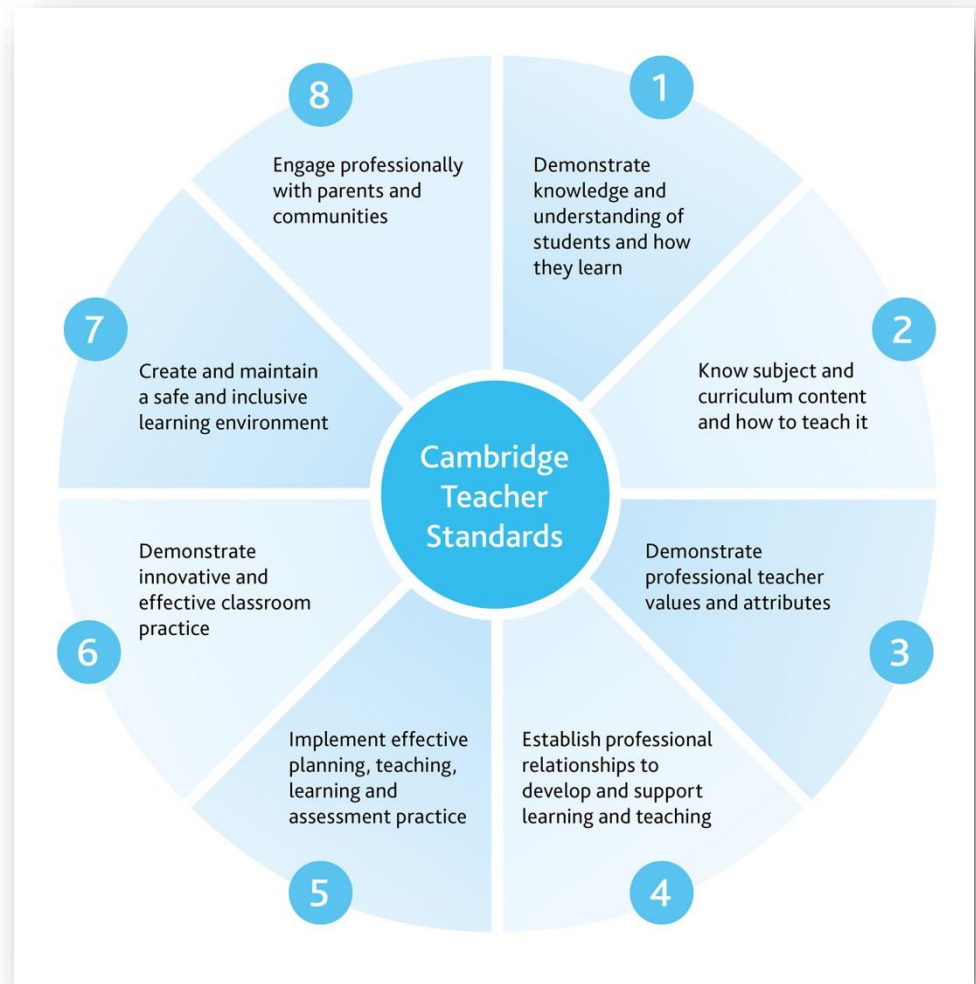 Cambridge
Teacher
Standards
1
Demonstrate
knowledge and
understanding of
students and how
they learn
2
Know subject and
curriculum content
and how to teach it
3
Demonstrate
professional teacher
values and attributes
4
Establish professional
relationships to
develop and support
learning and teaching
5
Implement effective
planning, teaching,
learning and
assessment practice
6
Demonstrate
innovative and
effective classroom
practice
7
Create and maintain
a safe and inclusive
learning environment
8
Engage professionally
with parents and
communities